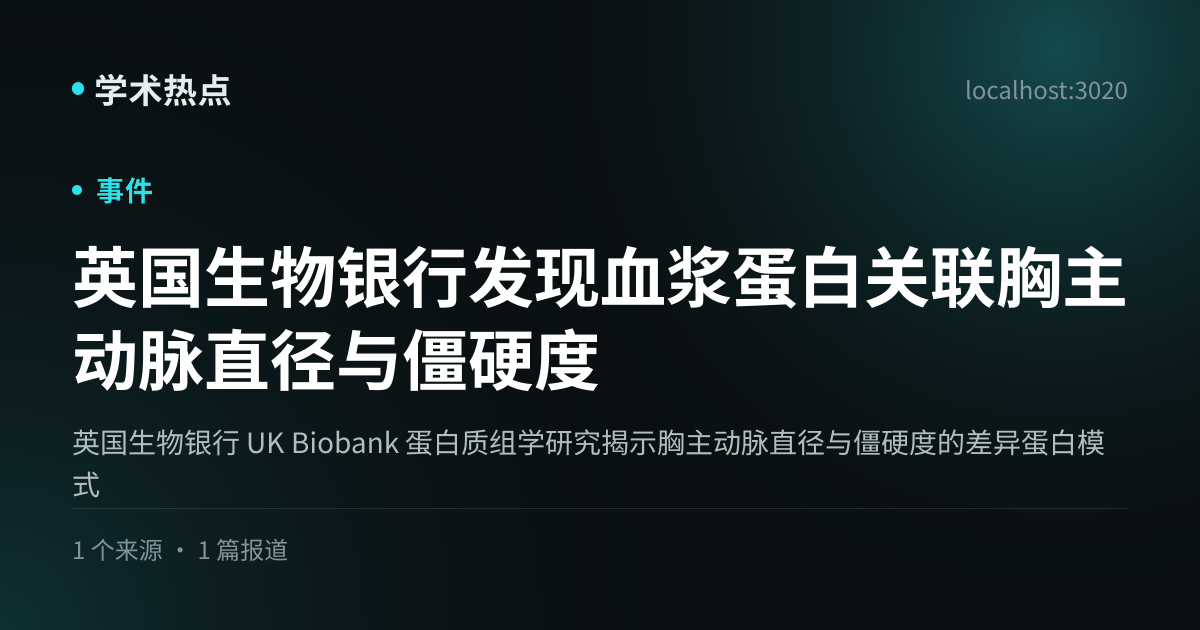 学术热点
localhost:3020
事件
英国生物银行发现血浆蛋白关联胸主
动脉直径与僵硬度
英国生物银行 UK Biobank 蛋白质组学研究揭示胸主动脉直径与僵硬度的差异蛋白模
式
1 个来源 · 1 篇报道